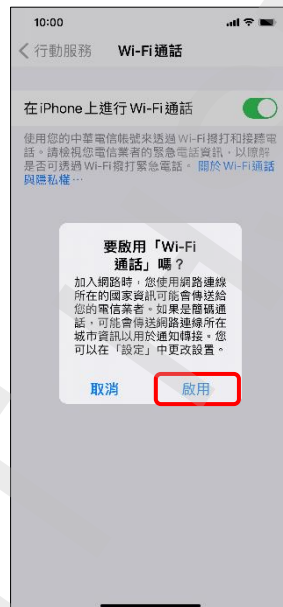 10:00
行動服務 Wi-Fi通話
在iPhone上進行Wi-Fi通話
使用您的中華電信帳號來透過Wi-Fi撥打和接聽電
話。請檢視您電信業者的緊急電話資訊，以瞭解
是否可透過Wi-Fi撥打緊急電話。關於Wi-Fi通話
與隱私權⋯
要啟用「Wi-Fi
通話」嗎？
加入網路時，您使用網路連線
所在的國家資訊可能會傳送給
您的電信業者。如果是簡碼通
話，可能會傳送網路連線所在
城市資訊以用於通知轉接。您
可以在「設定」中更改設置。
取消 啟用